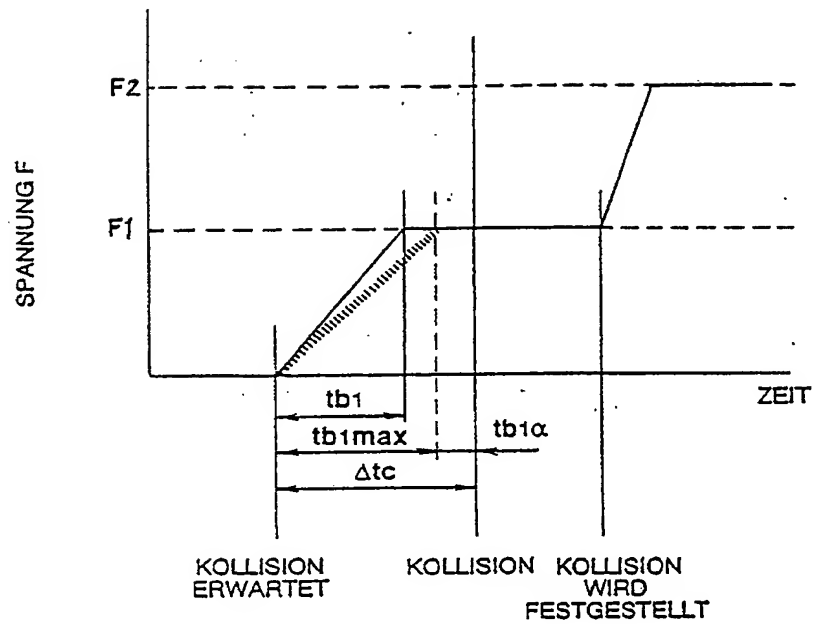 F2
SPANNUNG F
F1
ZEIT
tb1
tb1max
tb1α
Δtc
KOLLISION
ERWARTET
KOLLISION
KOLLISION
WIRD
FESTGESTELLT